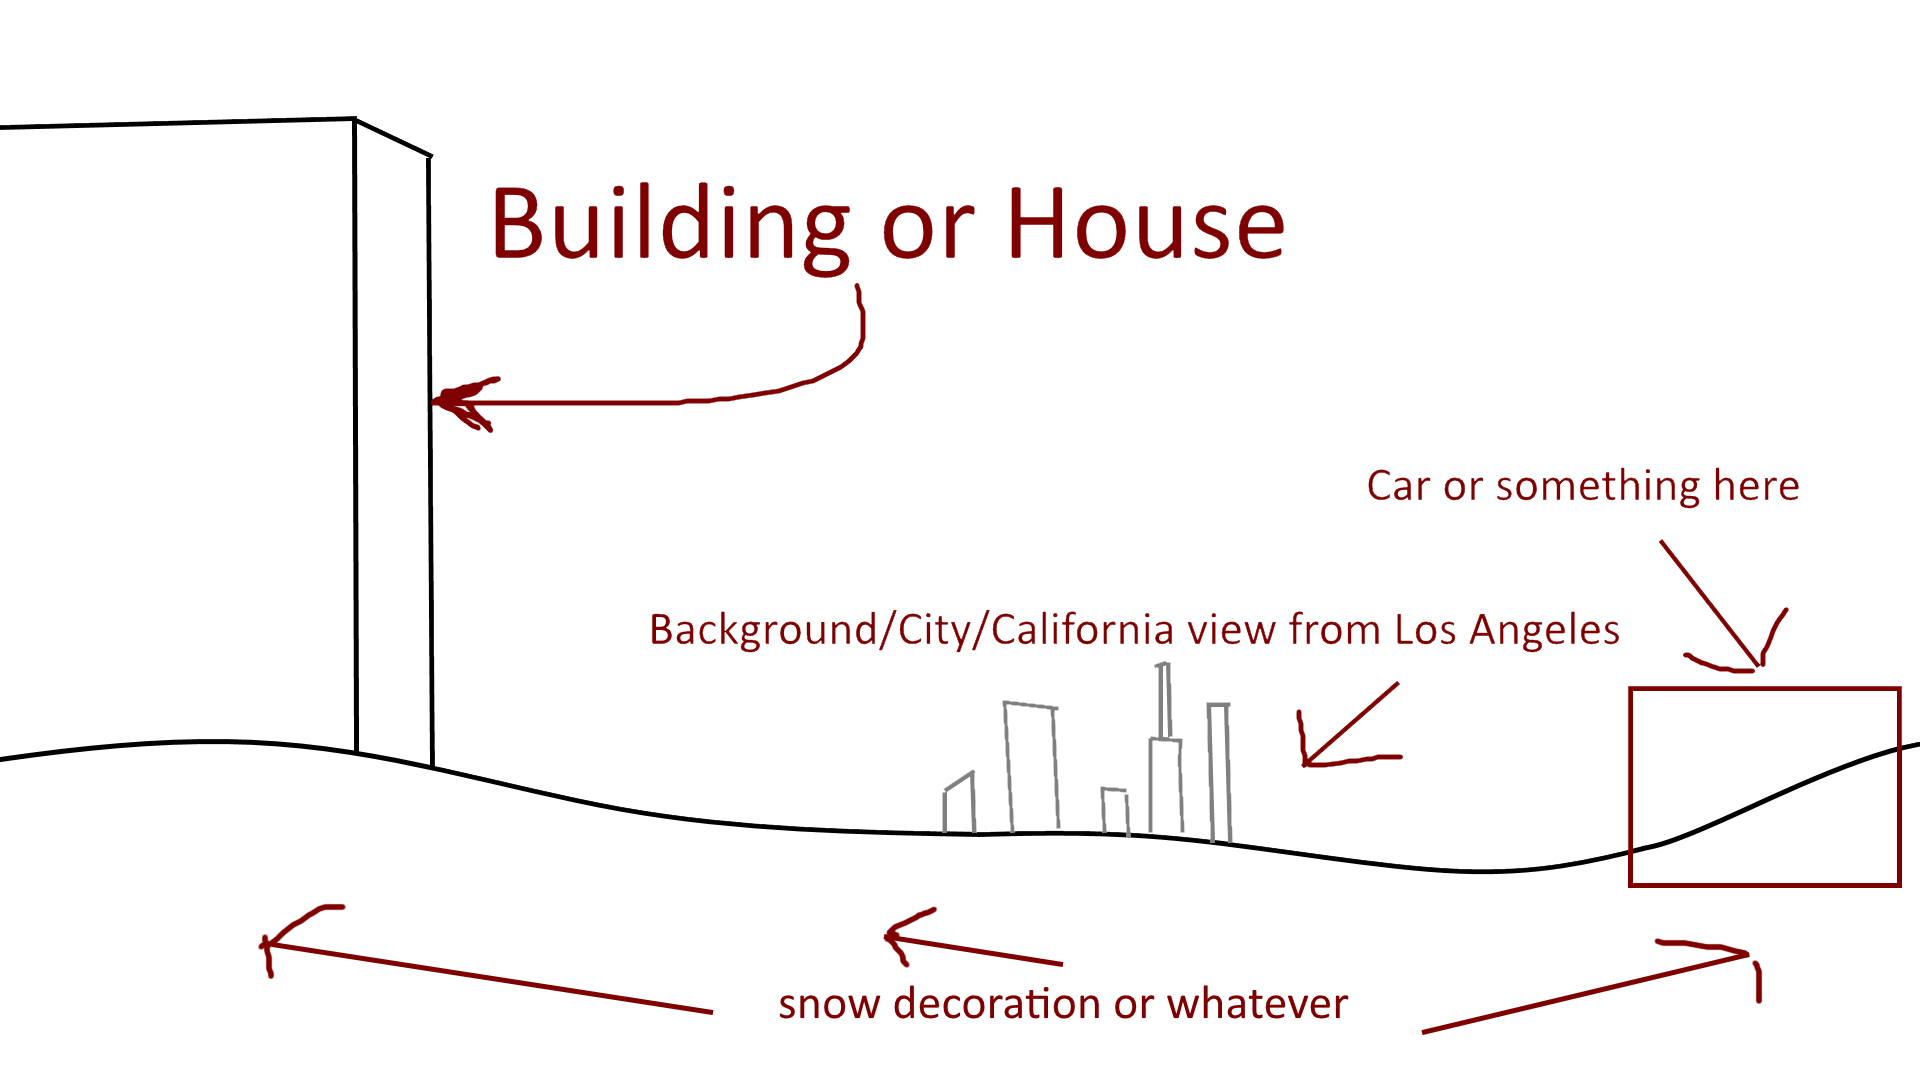 Building or House
Car or something here
Background/City/California view from Los Angeles
snow decoration or whatever